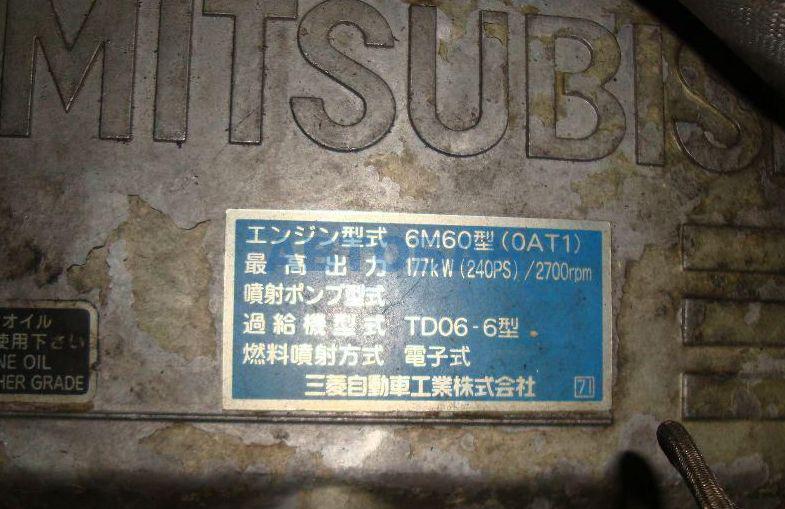 MITSUBIS
エンジン型式 6M60型(0AT1)
最高出力 177kW(240PS)/2700rpm
噴射ポンプ型式
過給機型式 TD06-6型
燃料噴射方式 電子式
三菱自動車工業株式会社 71
オイル
使用下さい
NE OIL
HER GRADE